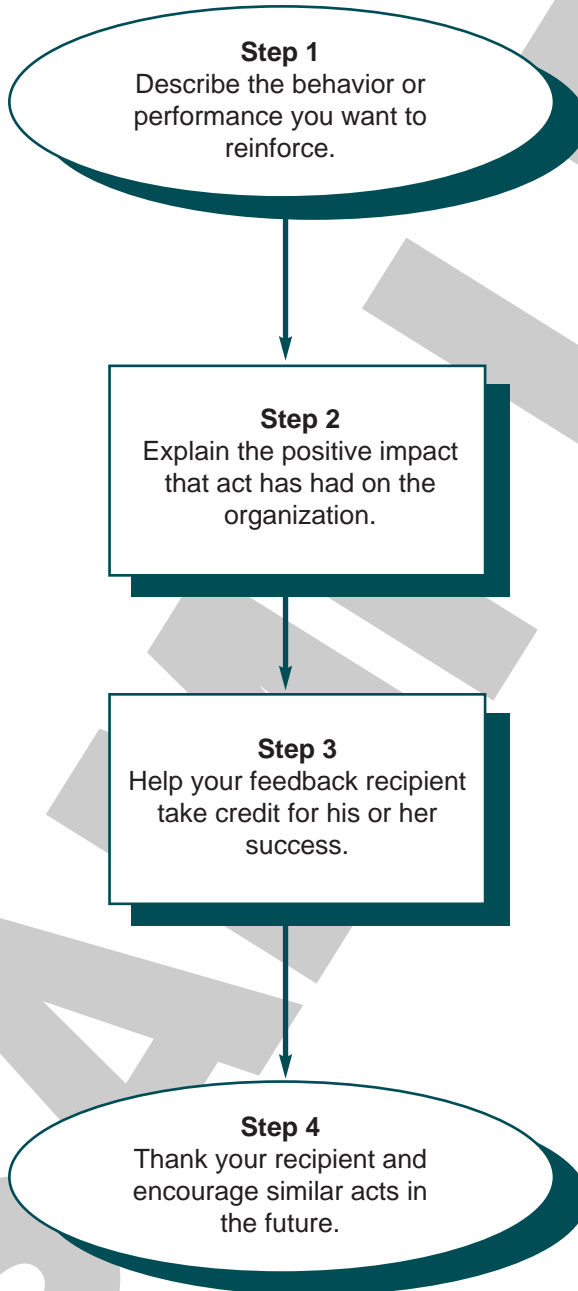 Step 1
Describe the behavior or
performance you want to
reinforce.
Step 2
Explain the positive impact
that act has had on the
organization.
Step 3
Help your feedback recipient
take credit for his or her
success.
Step 4
Thank your recipient and
encourage similar acts in
the future.